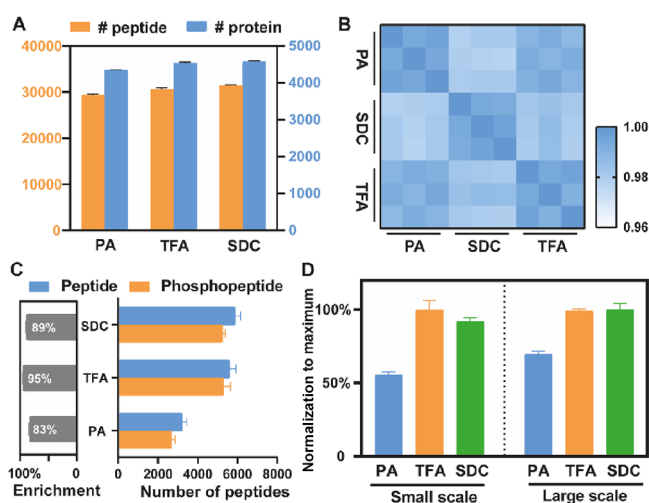 A
# peptide
# protein
40000
30000
20000
10000
0
5000
4000
3000
2000
1000
0
PA
TFA
SDC
B
PA
SDC
TFA
PA
SDC
TFA
1.00
0.98
0.96
C
Peptide
Phosphopeptide
89%
95%
83%
SDC
TFA
PA
100%
0
Enrichment
0
2000
4000
6000
8000
Number of peptides
D
Normalization to maximum
100%
50%
0
PA
TFA
SDC
PA
TFA
SDC
Small scale
Large scale